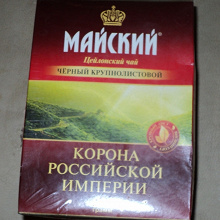 МАЙСКИЙ
Цейлонский чай
ЧЁРНЫЙ КРУПНОЛИСТОВОЙ
КОРОНА
РОССИЙСКОЙ
ИМПЕРИИ